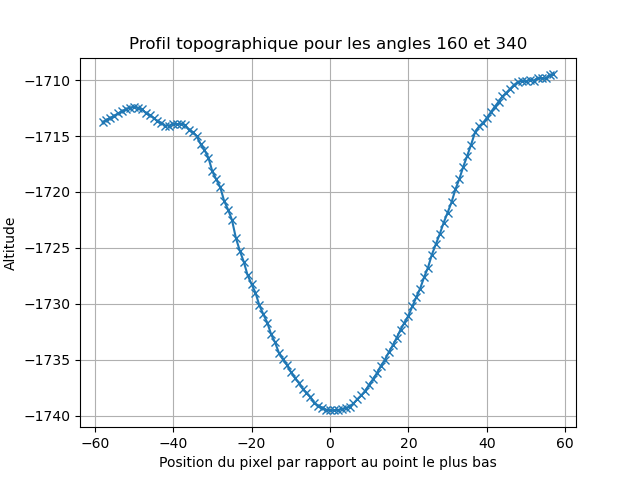 Profil topographique pour les angles 160 et 340
−1710
−1715
−1720
−1725
−1730
−1735
−1740
Altitude
−60 −40 −20 0 20 40 60
Position du pixel par rapport au point le plus bas